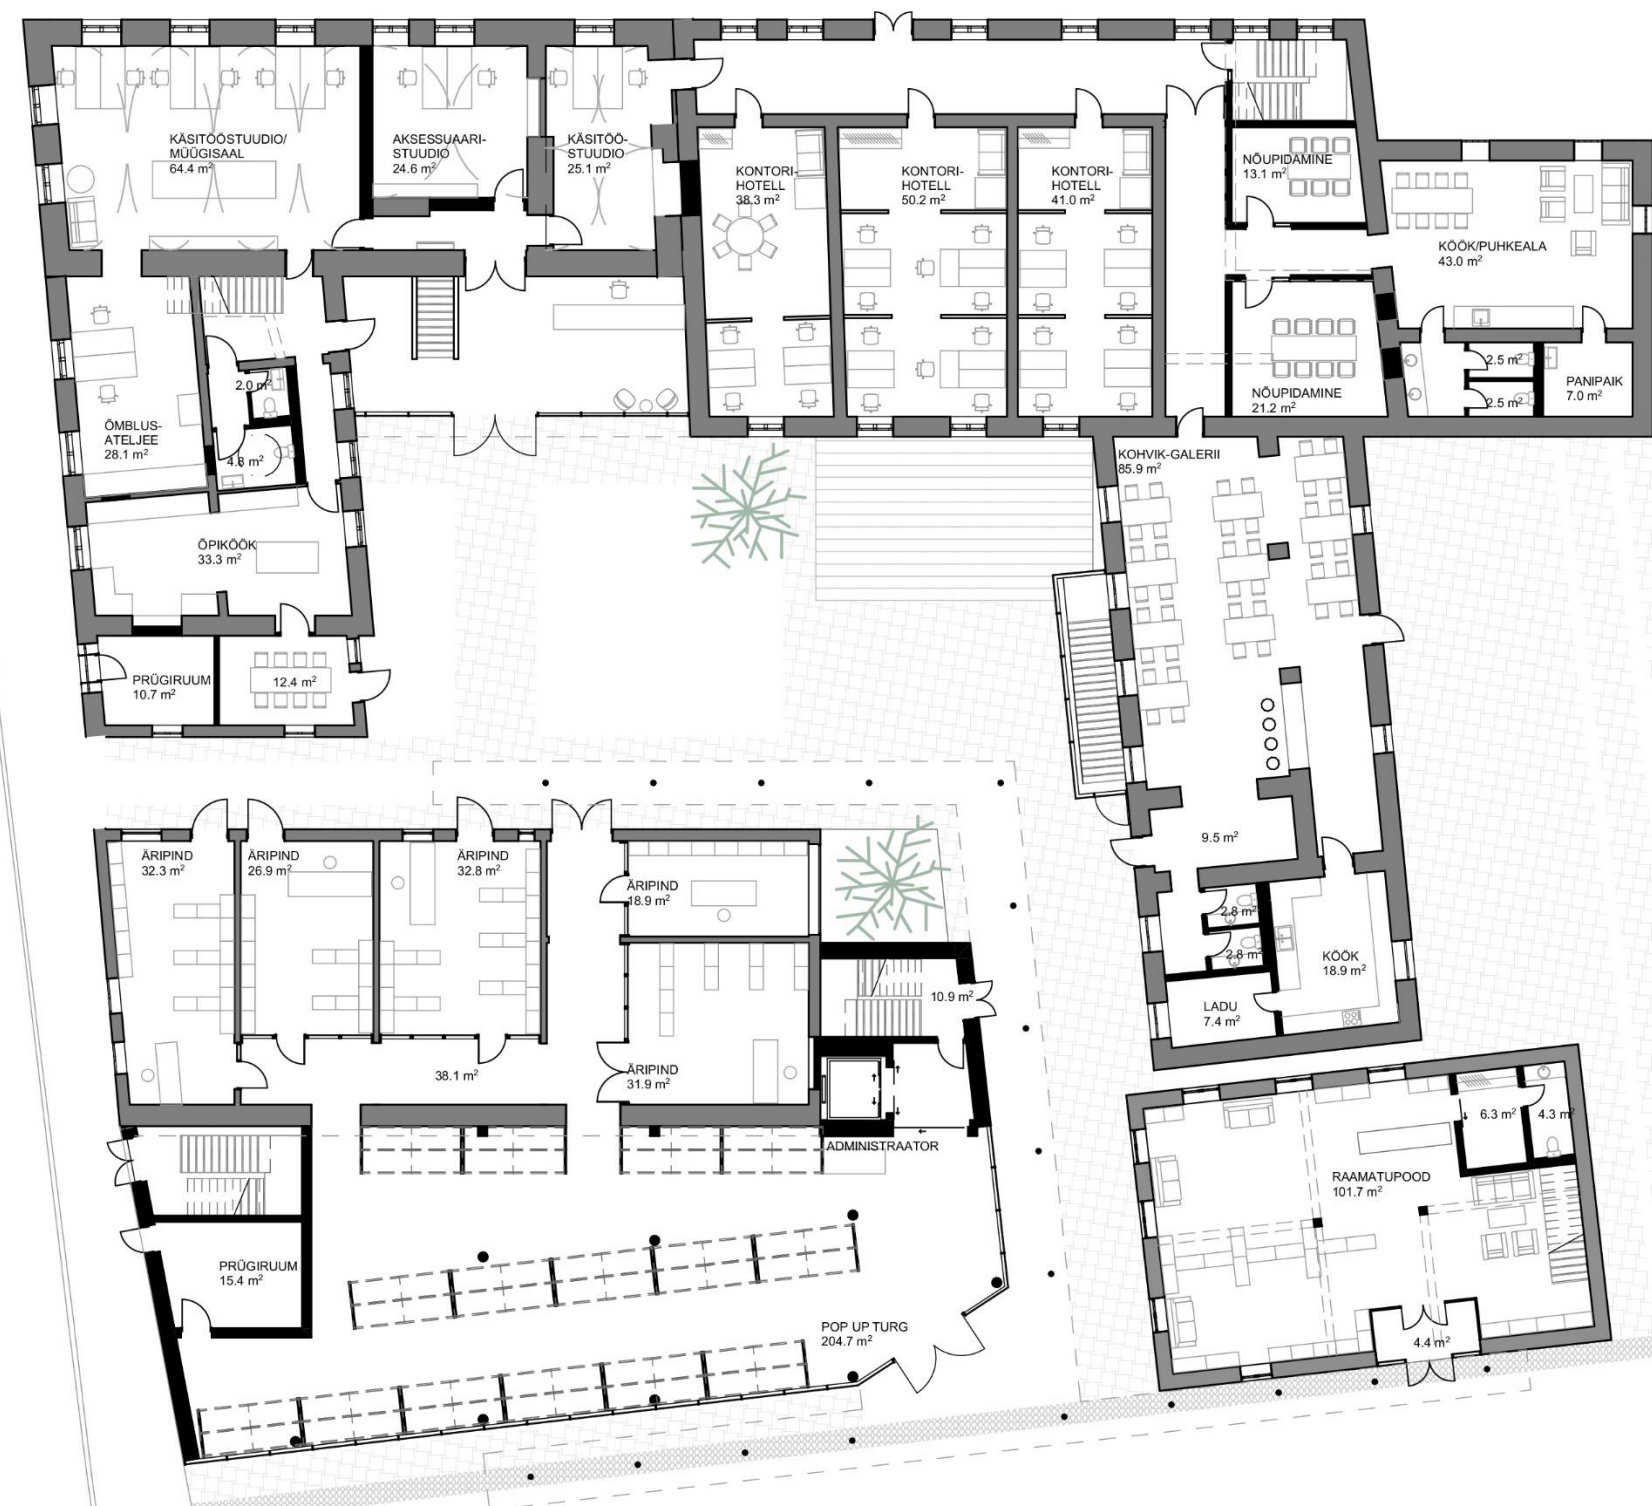 KÄSITÖÖSTUUDIO/
MÜÜGISAAL
64.4 m²
AKSESSUAARI-
STUUDIO
24.6 m²
KÄSITÖÖ-
STUUDIO
25.1 m²
KONTORI-
HOTELL
38.3 m²
KONTORI-
HOTELL
50.2 m²
KONTORI-
HOTELL
41.0 m²
NÕUPIDAMINE
13.1 m²
KÖÖK/PUHKEALA
43.0 m²
2.0 m²
ÕMBLUS-
ATELJEE
28.1 m²
4.8 m²
NÕUPIDAMINE
21.2 m²
2.5 m²
2.5 m²
PANIPAIK
7.0 m²
KOHVIK-GALERII
85.9 m²
ÕPIKÖÖK
33.3 m²
PRÜGIRUUM
10.7 m²
12.4 m²
9.5 m²
ÄRIPIND
32.3 m²
ÄRIPIND
26.9 m²
ÄRIPIND
32.8 m²
ÄRIPIND
18.9 m²
2.8 m²
2.8 m²
KÖÖK
18.9 m²
LADU
7.4 m²
10.9 m²
38.1 m²
ÄRIPIND
31.9 m²
ADMINISTRAATOR
6.3 m²
4.3 m²
RAAMATUPOOD
101.7 m²
PRÜGIRUUM
15.4 m²
POP UP TURG
204.7 m²
4.4 m²